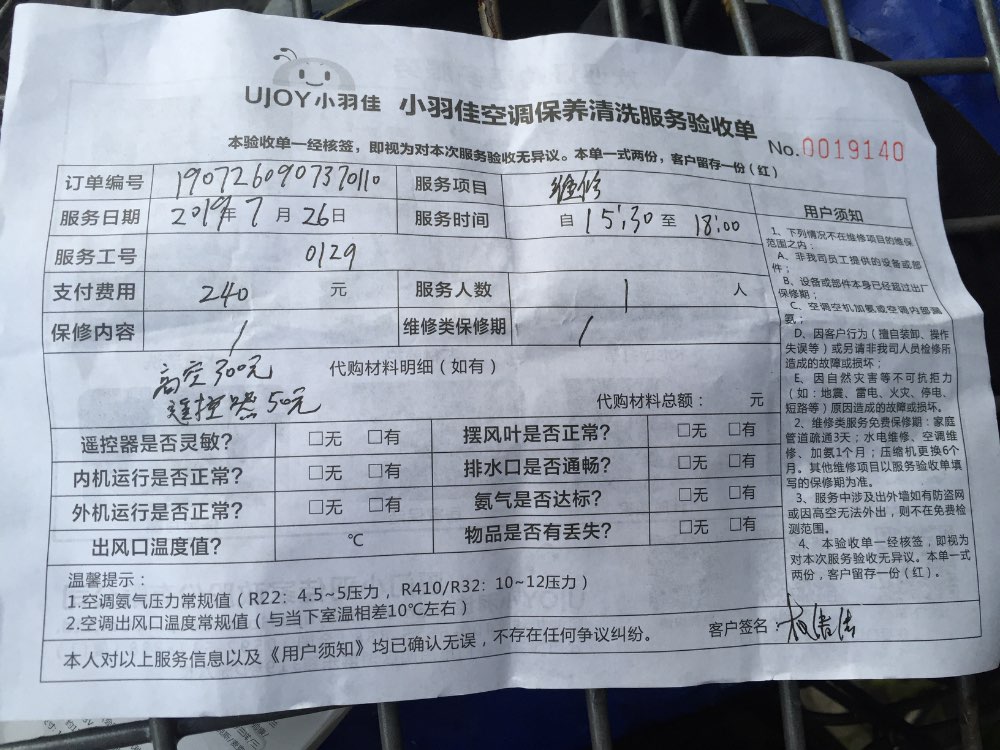 UJOY小羽佳 小羽佳空调保养清洗服务验收单
本验收单一经核签，即视为对本次服务验收无异议。本单一式两份，客户留存一份（红）
No.0019140
订单编号 1907260907370110 服务项目 维修
服务日期 2019年7月26日 服务时间 自15:30至18:00
服务工号 0129
支付费用 240 元 服务人数 1 人
保修内容 / 维修类保修期 /
高空300元 代购材料明细（如有）
遥控器50元
代购材料总额： 元
遥控器是否灵敏? □无 □有 摆风叶是否正常? □无 □有
内机运行是否正常? □无 □有 排水口是否通畅? □无 □有
外机运行是否正常? □无 □有 氨气是否达标? □无 □有
出风口温度值? ℃ 物品是否有丢失? □无 □有
温馨提示：
1.空调氨气压力常规值（R22：4.5~5压力，R410/R32：10~12压力）
2.空调出风口温度常规值（与当下室温相差10℃左右）
本人对以上服务信息以及《用户须知》均已确认无误，不存在任何争议纠纷。
客户签名：
用户须知
1、下列情况不在维修项目的维保
范围之内：
A、非我司员工提供的设备或部
件；
B、设备或部件本身已经超过出厂
保修期；
C、空调空机加氨或空调内部漏
氨；
D、因客户行为（擅自装卸、操作
失误等）或另请非我司人员检修所
造成的故障或损坏；
E、因自然灾害等不可抗拒力
（如：地震、雷电、火灾、停电、
短路等）原因造成的故障或损坏。
2、维修类服务免费保修期：家庭
管道疏通3天；水电维修、空调维
修、加氨1个月；压缩机更换6个
月。其他维修项目以服务验收单填
写的保修期为准。
3、服务中涉及出外墙如有防盗网
或因高空无法外出，则不在免费检
测范围。
4、本验收单一经核签，即视为
对本次服务验收无异议。本单一式
两份，客户留存一份（红）。